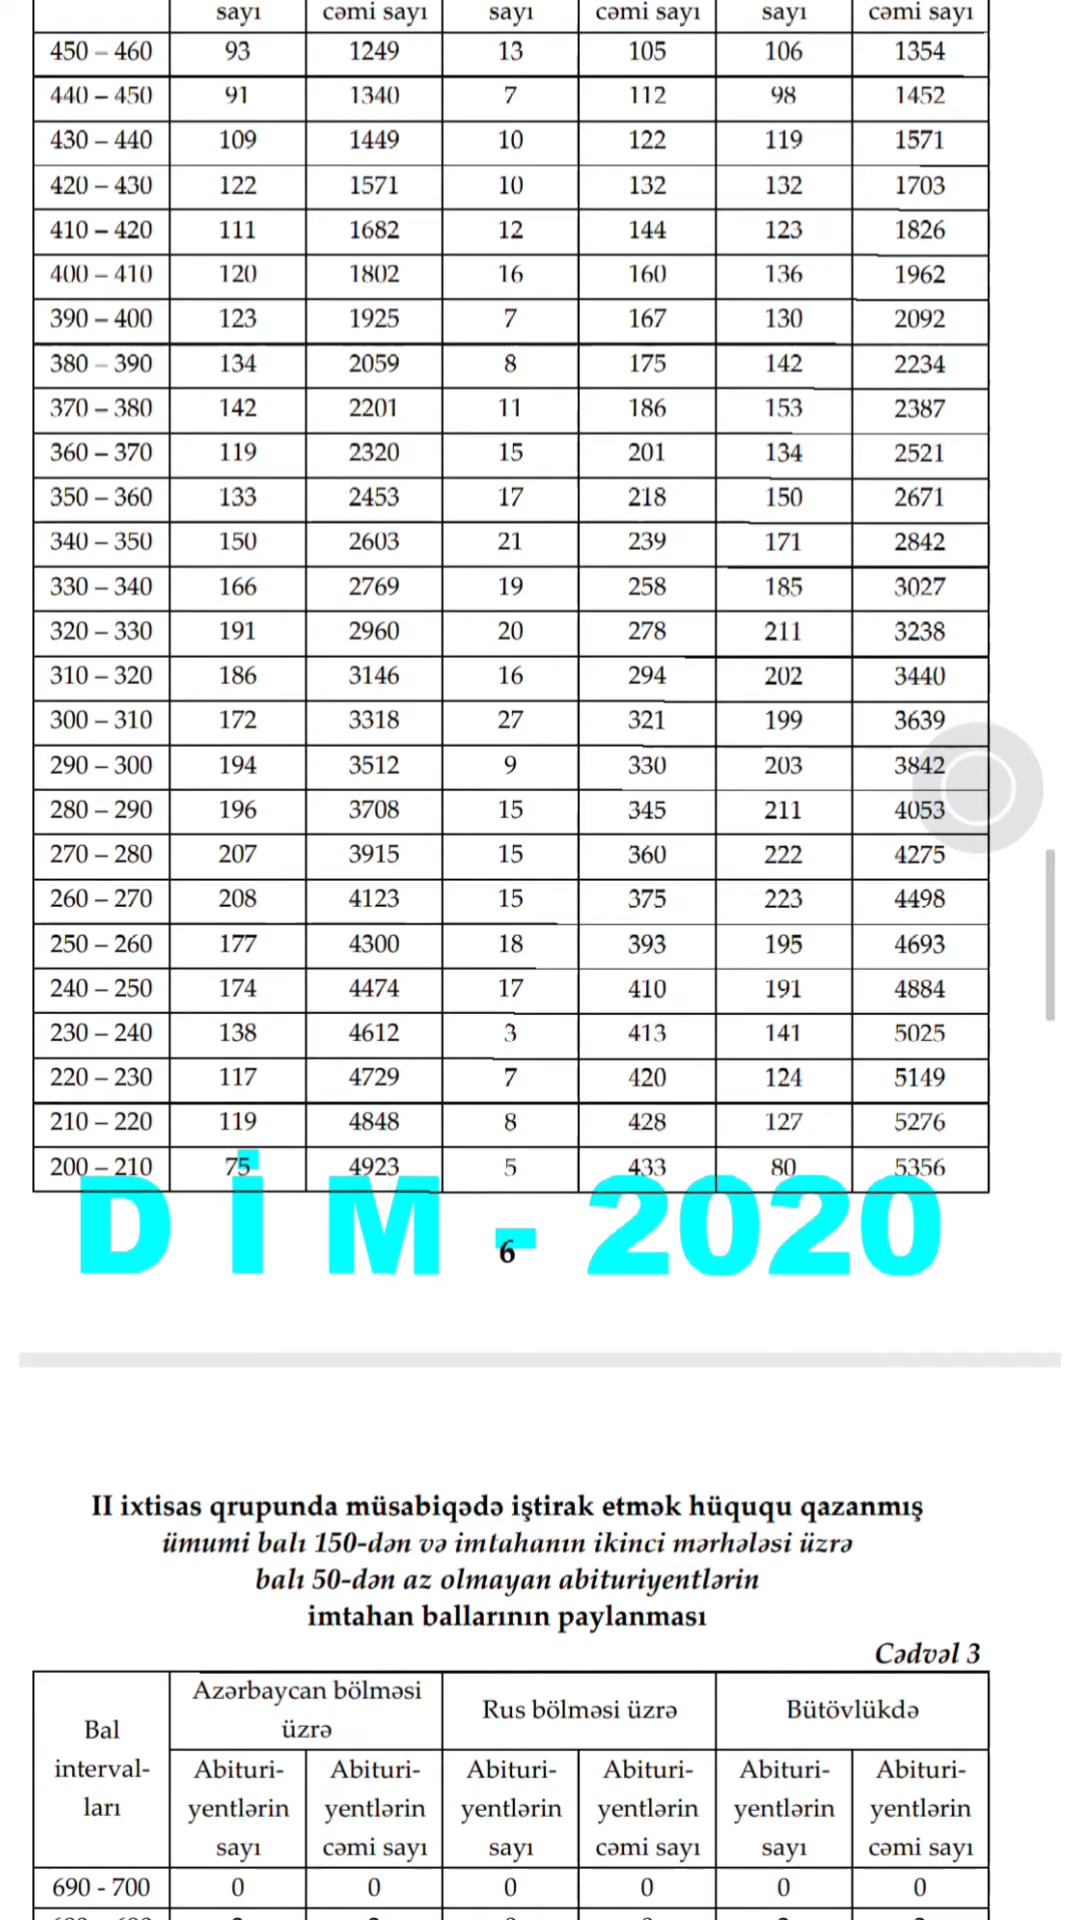 sayı cəmi sayı sayı cəmi sayı sayı cəmi sayı
450 – 460 93 1249 13 105 106 1354
440 – 450 91 1340 7 112 98 1452
430 – 440 109 1449 10 122 119 1571
420 – 430 122 1571 10 132 132 1703
410 – 420 111 1682 12 144 123 1826
400 – 410 120 1802 16 160 136 1962
390 – 400 123 1925 7 167 130 2092
380 – 390 134 2059 8 175 142 2234
370 – 380 142 2201 11 186 153 2387
360 – 370 119 2320 15 201 134 2521
350 – 360 133 2453 17 218 150 2671
340 – 350 150 2603 21 239 171 2842
330 – 340 166 2769 19 258 185 3027
320 – 330 191 2960 20 278 211 3238
310 – 320 186 3146 16 294 202 3440
300 – 310 172 3318 27 321 199 3639
290 – 300 194 3512 9 330 203 3842
280 – 290 196 3708 15 345 211 4053
270 – 280 207 3915 15 360 222 4275
260 – 270 208 4123 15 375 223 4498
250 – 260 177 4300 18 393 195 4693
240 – 250 174 4474 17 410 191 4884
230 – 240 138 4612 3 413 141 5025
220 – 230 117 4729 7 420 124 5149
210 – 220 119 4848 8 428 127 5276
200 – 210 75 4923 5 433 80 5356
D İ M - 2020
6
II ixtisas qrupunda müsabiqədə iştirak etmək hüququ qazanmış
ümumi balı 150-dən və imtahanın ikinci mərhələsi üzrə
balı 50-dən az olmayan abituriyentlərin
imtahan ballarının paylanması
Cədvəl 3
Bal
interval-
ları
Azərbaycan bölməsi
üzrə
Rus bölməsi üzrə
Bütövlükdə
Abituri- Abituri- Abituri- Abituri- Abituri- Abituri-
yentlərin yentlərin yentlərin yentlərin yentlərin yentlərin
sayı cəmi sayı sayı cəmi sayı sayı cəmi sayı
690 - 700 0 0 0 0 0 0